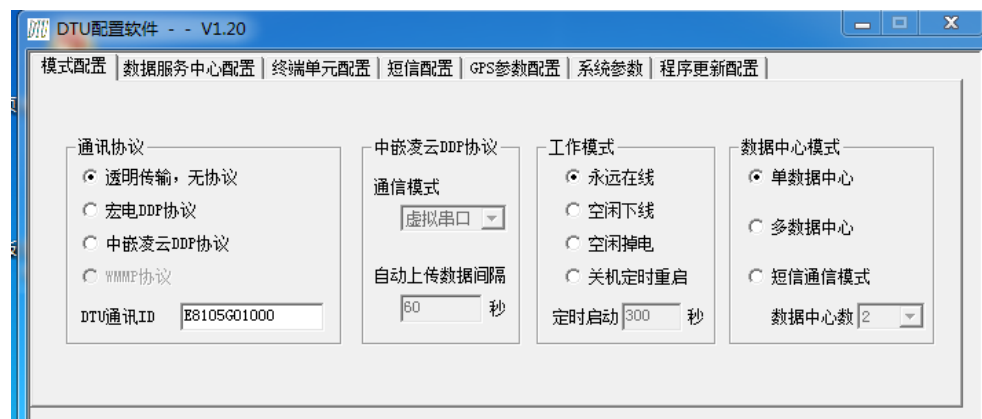 DTU配置软件 - - V1.20
模式配置 数据服务中心配置 终端单元配置 短信配置 GPS参数配置 系统参数 程序更新配置
通讯协议
透明传输，无协议
宏电DDP协议
中嵌凌云DDP协议
WMMP协议
DTU通讯ID E8105G01000
中嵌凌云DDP协议
通信模式
虚拟串口
自动上传数据间隔
60 秒
工作模式
永远在线
空闲下线
空闲掉电
关机定时重启
定时启动 300 秒
数据中心模式
单数据中心
多数据中心
短信通信模式
数据中心数 2